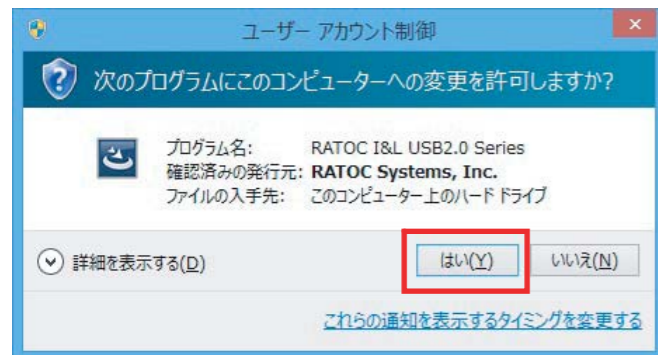 ユーザー アカウント制御
次のプログラムにこのコンピューターへの変更を許可しますか?
プログラム名: RATOC I&L USB2.0 Series
確認済みの発行元: RATOC Systems, Inc.
ファイルの入手先: このコンピューター上のハード ドライブ
詳細を表示する(D) はい(Y) いいえ(N)
これらの通知を表示するタイミングを変更する